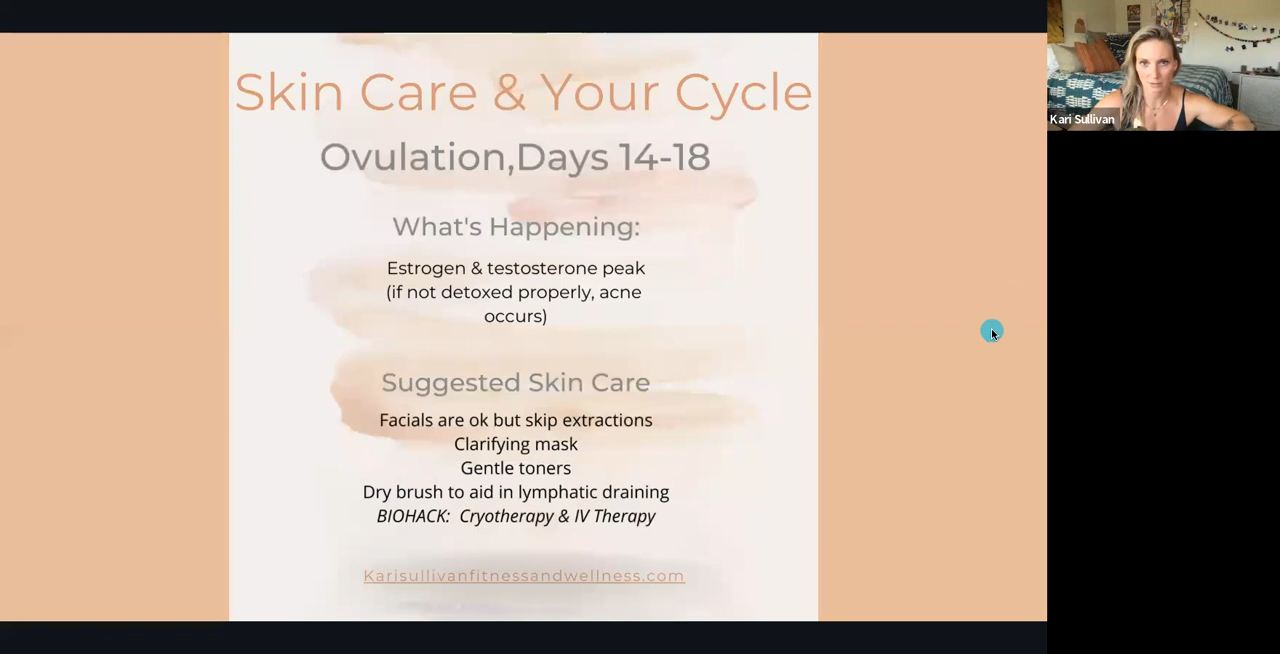 Skin Care & Your Cycle
Ovulation,Days 14-18
What's Happening:
Estrogen & testosterone peak
(if not detoxed properly, acne
occurs)
Suggested Skin Care
Facials are ok but skip extractions
Clarifying mask
Gentle toners
Dry brush to aid in lymphatic draining
BIOHACK: Cryotherapy & IV Therapy
Karisullivanfitnessandwellness.com
Kari Sullivan